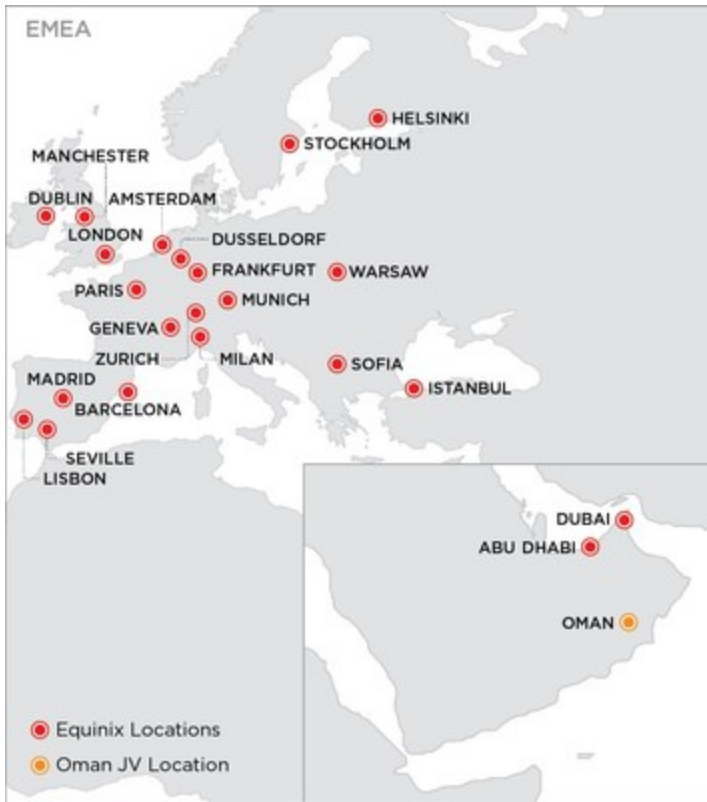 EMEA
HELSINKI
STOCKHOLM
MANCHESTER
DUBLIN
AMSTERDAM
LONDON
DUSSELDORF
FRANKFURT
WARSAW
PARIS
MUNICH
GENEVA
ZURICH
MILAN
SOFIA
MADRID
ISTANBUL
BARCELONA
SEVILLE
LISBON
DUBAI
ABU DHABI
OMAN
Equinix Locations
Oman JV Location